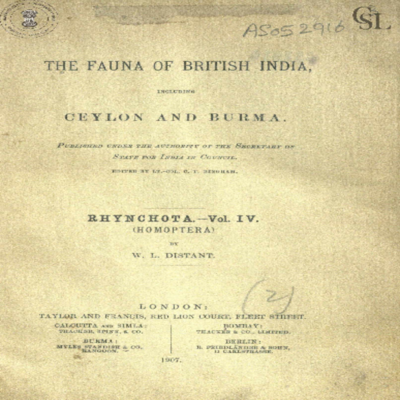 AS052916
CSL
THE FAUNA OF BRITISH INDIA,
INCLUDING
CEYLON AND BURMA.
PUBLISHED UNDER THE AUTHORITY OF THE SECRETARY OF
STATE FOR INDIA IN COUNCIL.
EDITED BY LT.-COL. C. T. BINGHAM.
RHYNCHOTA.—Vol. IV.
(HOMOPTERA)
BY
W. L. DISTANT.
(2)
LONDON:
TAYLOR AND FRANCIS, RED LION COURT, FLEET STREET.
CALCUTTA AND SIMLA:
THACKER, SPINK, & CO.
BOMBAY:
THACKER & CO., LIMITED.
BURMA:
MYLES STANDISH & CO.
RANGOON.
BERLIN:
R. FRIEDLÄNDER & SOHN,
11 CARLSTRASSE.
1907.